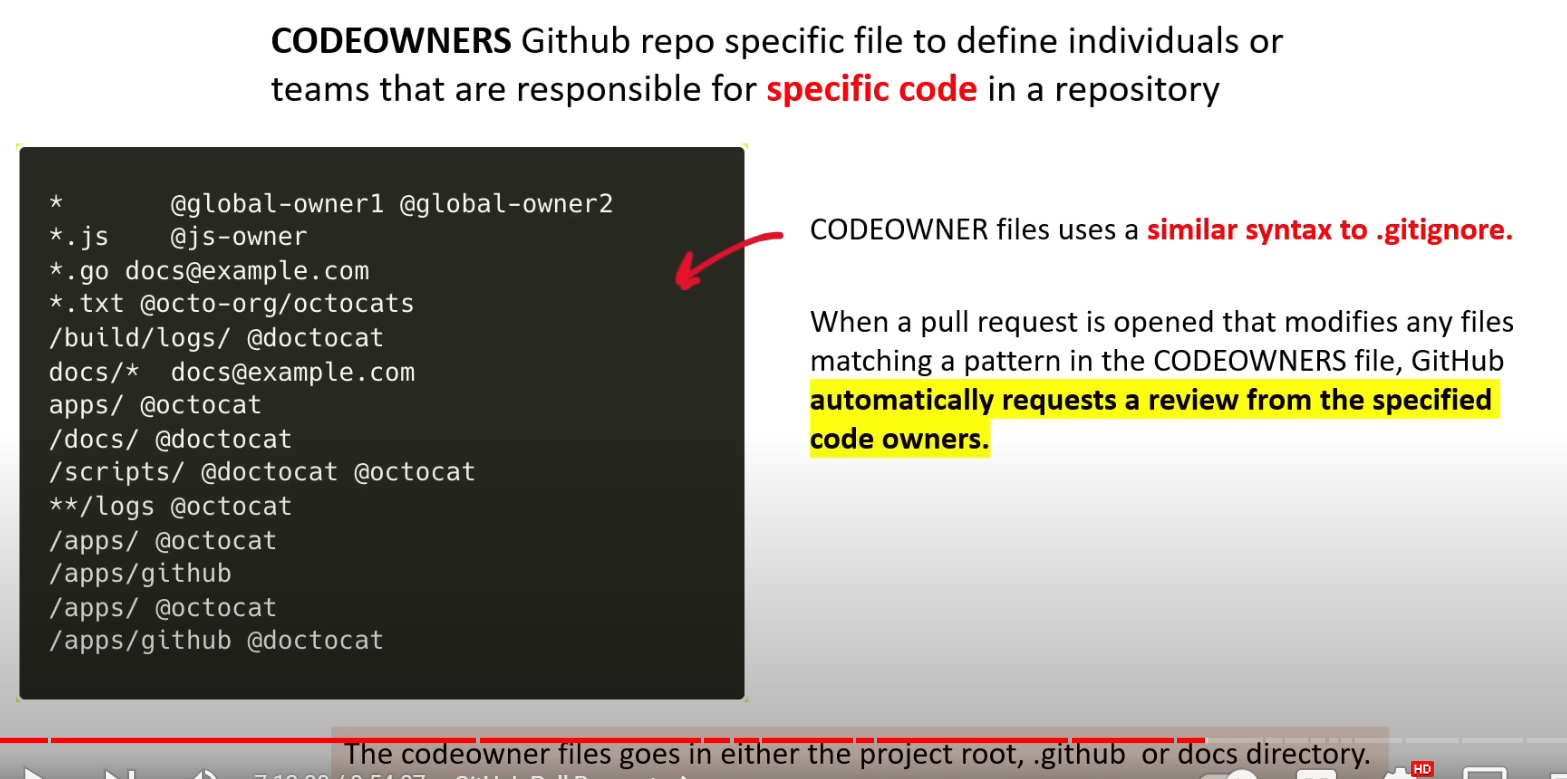 CODEOWNERS Github repo specific file to define individuals or
teams that are responsible for specific code in a repository
* @global-owner1 @global-owner2
*.js @js-owner
*.go docs@example.com
*.txt @octo-org/octocats
/build/logs/ @doctocat
docs/* docs@example.com
apps/ @octocat
/docs/ @doctocat
/scripts/ @doctocat @octocat
**/logs @octocat
/apps/ @octocat
/apps/github
/apps/ @octocat
/apps/github @doctocat
CODEOWNER files uses a similar syntax to .gitignore.
When a pull request is opened that modifies any files
matching a pattern in the CODEOWNERS file, GitHub
automatically requests a review from the specified
code owners.
The codeowner files goes in either the project root, .github or docs directory.
HD